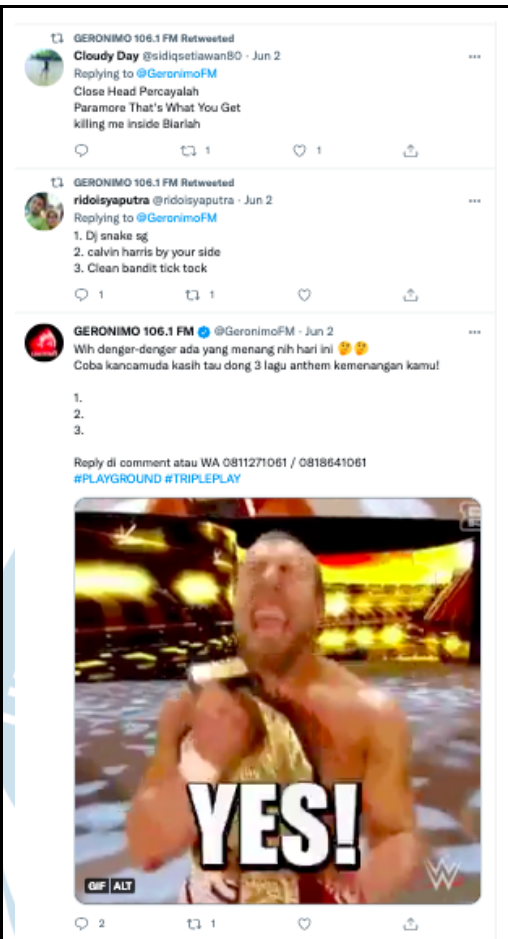 GERONIMO 106.1 FM Retweeted
Cloudy Day @sidiqsetiawan80 · Jun 2
Replying to @GeronimoFM
Close Head Percayalah
Paramore That's What You Get
killing me inside Biarlah
1 1
GERONIMO 106.1 FM Retweeted
ridoisyaputra @ridoisyaputra · Jun 2
Replying to @GeronimoFM
1. Dj snake sg
2. calvin harris by your side
3. Clean bandit tick tock
1 1
GERONIMO 106.1 FM @GeronimoFM · Jun 2
Wih denger-denger ada yang menang nih hari ini 🤔🤔
Coba kancamuda kasih tau dong 3 lagu anthem kemenangan kamu!
1.
2.
3.
Reply di comment atau WA 0811271061 / 0818641061
#PLAYGROUND #TRIPLEPLAY
YES!
W
GIF ALT
2 1